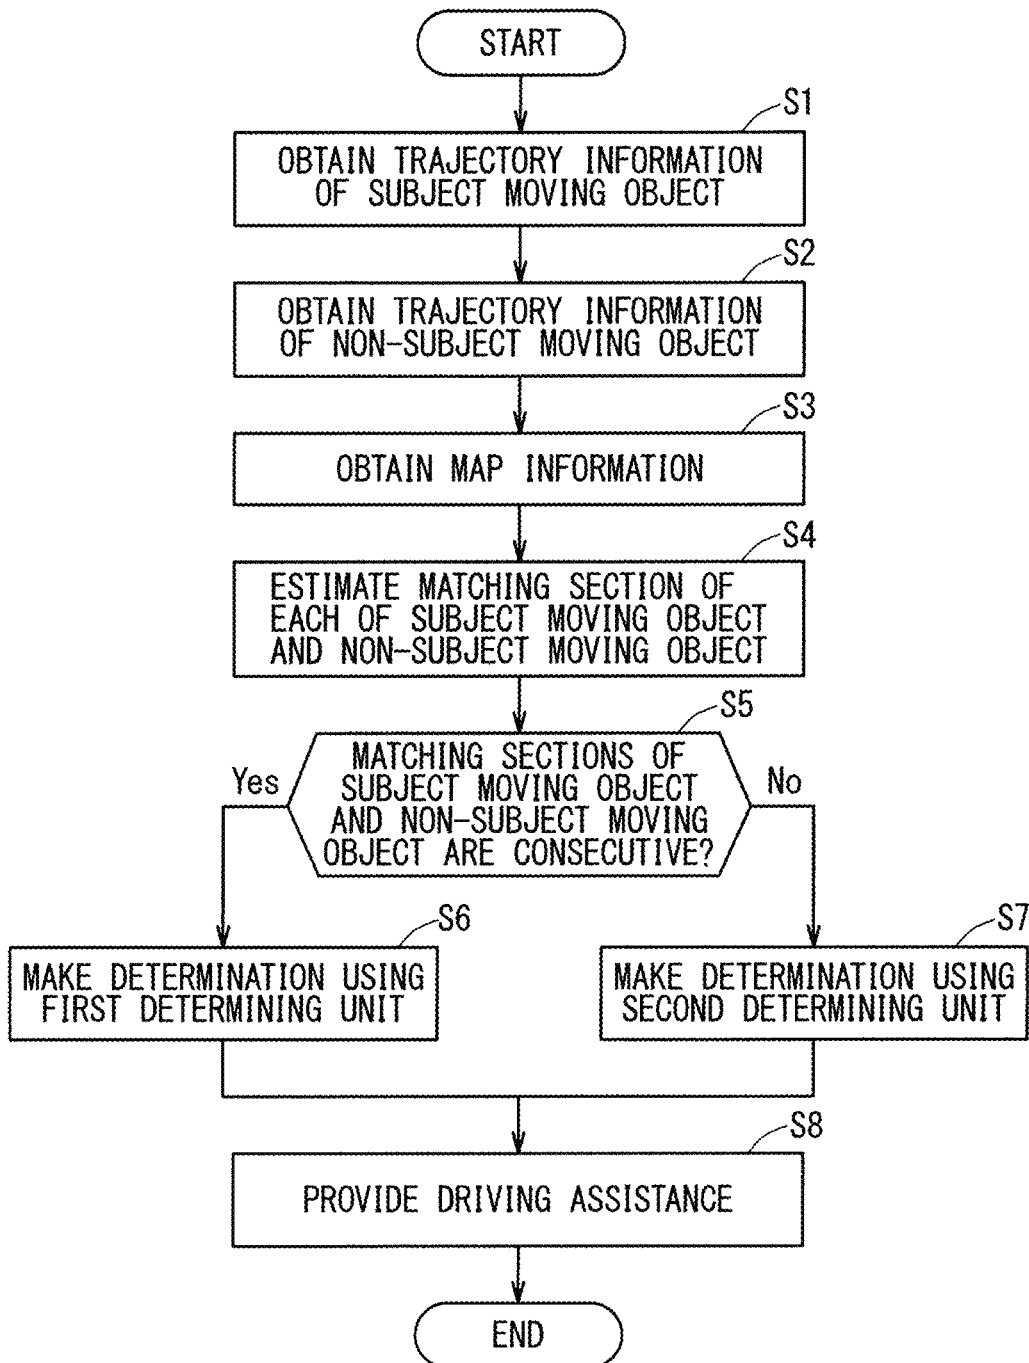 START
S1
OBTAIN TRAJECTORY INFORMATION
OF SUBJECT MOVING OBJECT
S2
OBTAIN TRAJECTORY INFORMATION
OF NON-SUBJECT MOVING OBJECT
S3
OBTAIN MAP INFORMATION
S4
ESTIMATE MATCHING SECTION OF
EACH OF SUBJECT MOVING OBJECT
AND NON-SUBJECT MOVING OBJECT
S5
MATCHING SECTIONS OF
SUBJECT MOVING OBJECT
AND NON-SUBJECT MOVING
OBJECT ARE CONSECUTIVE?
Yes
No
S6
MAKE DETERMINATION USING
FIRST DETERMINING UNIT
S7
MAKE DETERMINATION USING
SECOND DETERMINING UNIT
S8
PROVIDE DRIVING ASSISTANCE
END